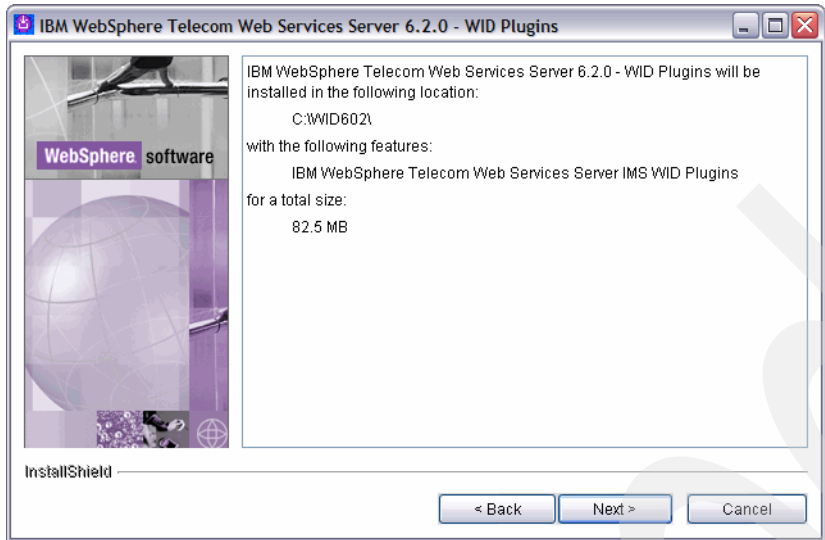 IBM WebSphere Telecom Web Services Server 6.2.0 - WID Plugins
IBM WebSphere Telecom Web Services Server 6.2.0 - WID Plugins will be
installed in the following location:
C:\WID602\
with the following features:
IBM WebSphere Telecom Web Services Server IMS WID Plugins
for a total size:
82.5 MB
WebSphere. software
InstallShield
< Back
Next >
Cancel